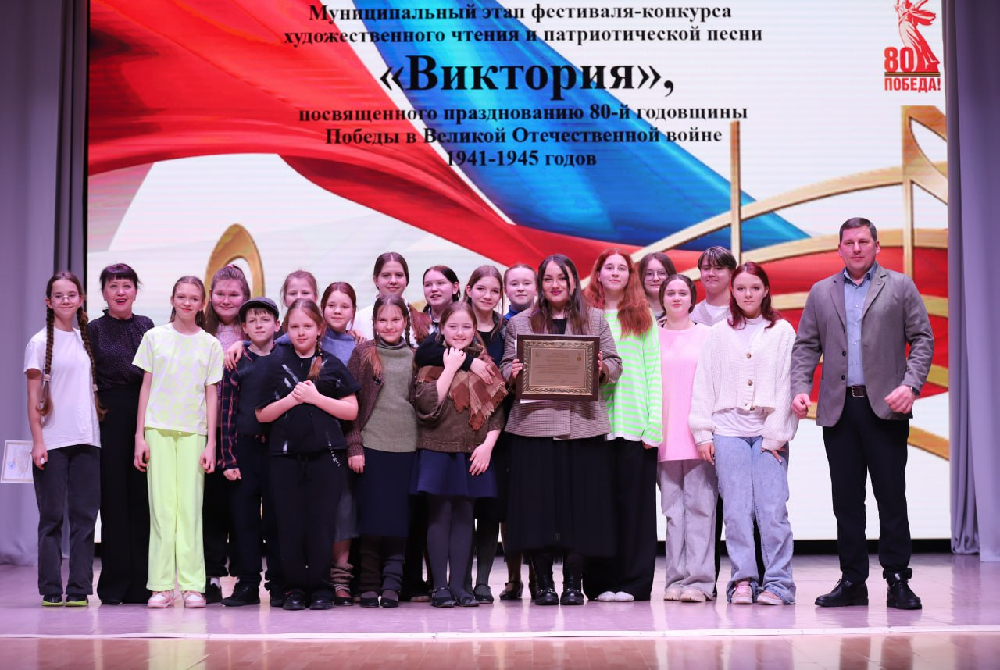 Муниципальный этап фестиваля-конкурса
художественного чтения и патриотической песни
«Виктория»,
посвященного празднованию 80-й годовщины
Победы в Великой Отечественной войне
1941-1945 годов
80
ПОБЕДА!